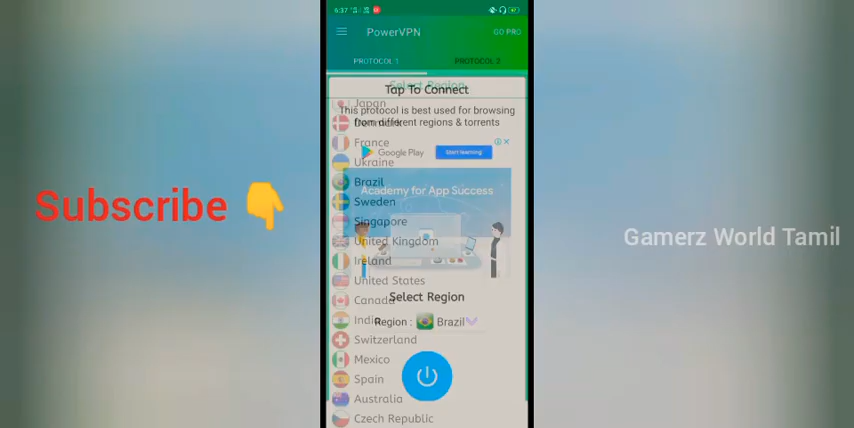 6:37
PowerVPN
GO PRO
PROTOCOL 1
PROTOCOL 2
Select Region
Tap To Connect
Japan
This protocol is best used for browsing
from different regions & torrents
Denmark
France
Google Play
Start learning
Ukraine
Brazil
Academy for App Success
Subscribe 👇
Sweden
Singapore
Gamerz World Tamil
United Kingdom
Ireland
United States
Select Region
Canada
India
Region : Brazil
Switzerland
Mexico
Spain
Australia
Czech Republic